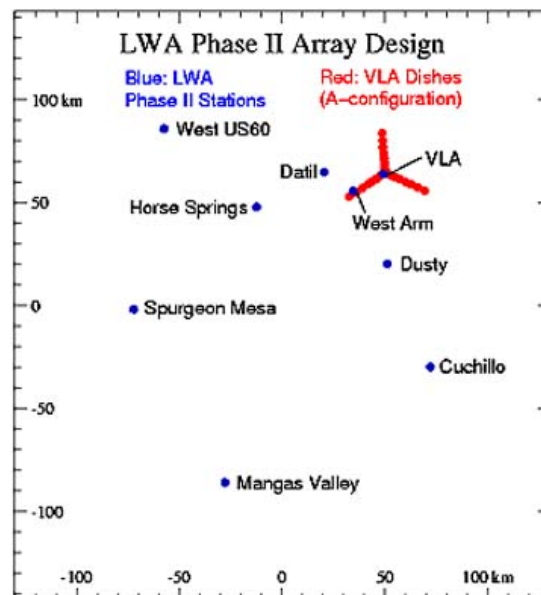 LWA Phase II Array Design
Blue: LWA
Phase II Stations
Red: VLA Dishes
(A-configuration)
100 km
West US60
VLA
Datil
50
Horse Springs
West Arm
Dusty
0
Spurgeon Mesa
Cuchillo
-50
Mangas Valley
-100
-100 -50 0 50 100 km